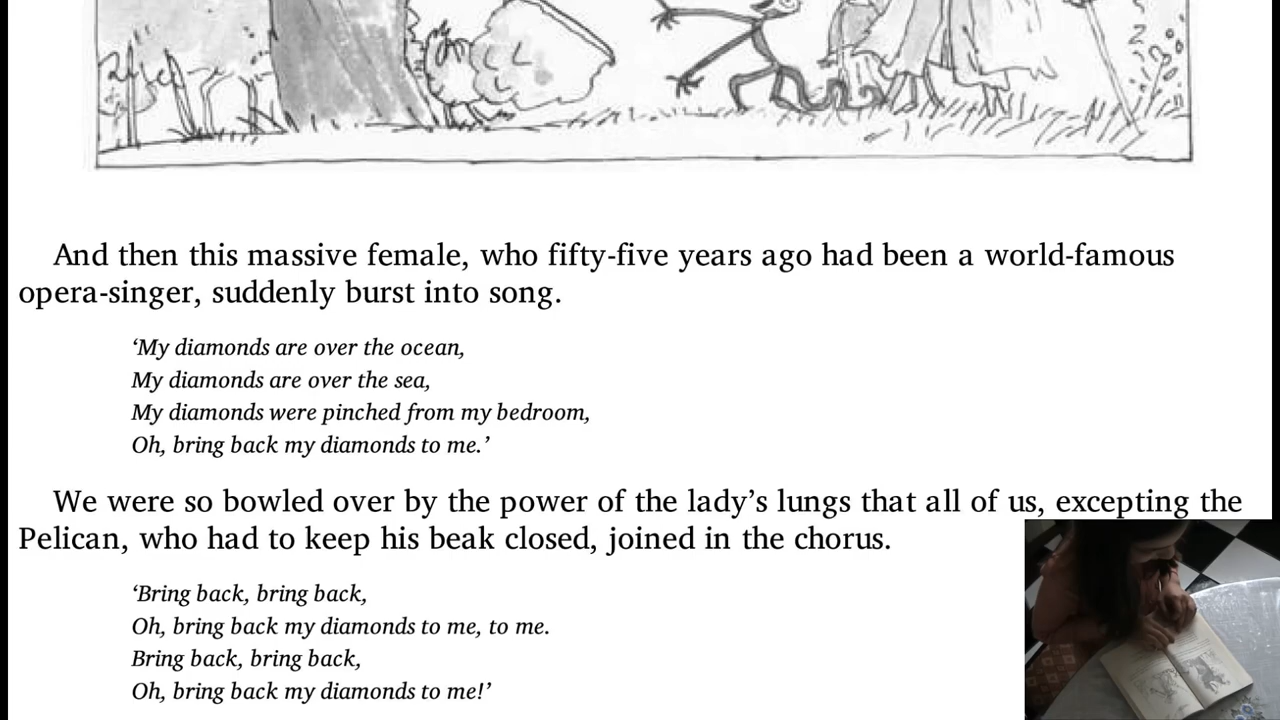 And then this massive female, who fifty-five years ago had been a world-famous
opera-singer, suddenly burst into song.
‘My diamonds are over the ocean,
My diamonds are over the sea,
My diamonds were pinched from my bedroom,
Oh, bring back my diamonds to me.’
We were so bowled over by the power of the lady’s lungs that all of us, excepting the
Pelican, who had to keep his beak closed, joined in the chorus.
‘Bring back, bring back,
Oh, bring back my diamonds to me, to me.
Bring back, bring back,
Oh, bring back my diamonds to me!’